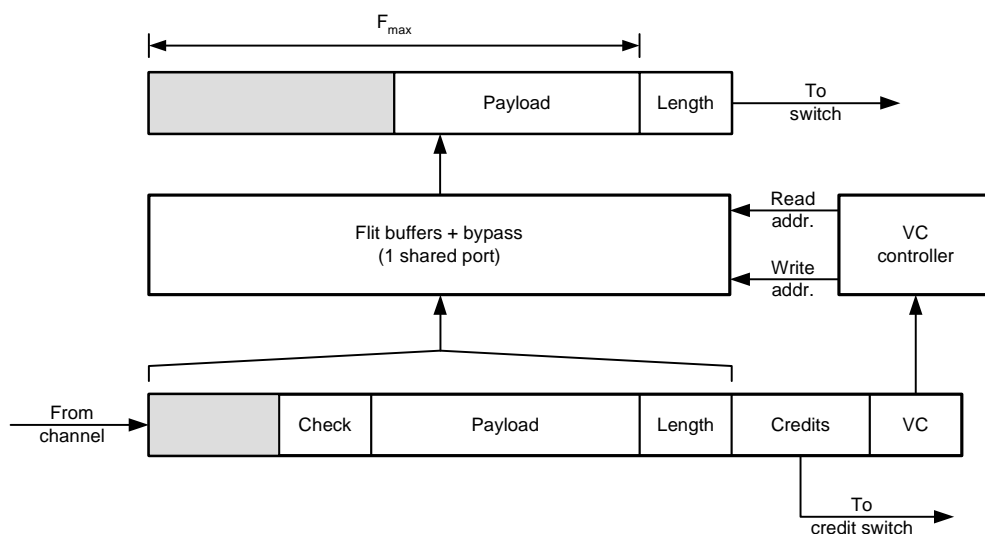 F_max
Payload
Length
To
switch
Flit buffers + bypass
(1 shared port)
Read
addr.
Write
addr.
VC
controller
From
channel
Check
Payload
Length
Credits
VC
To
credit switch